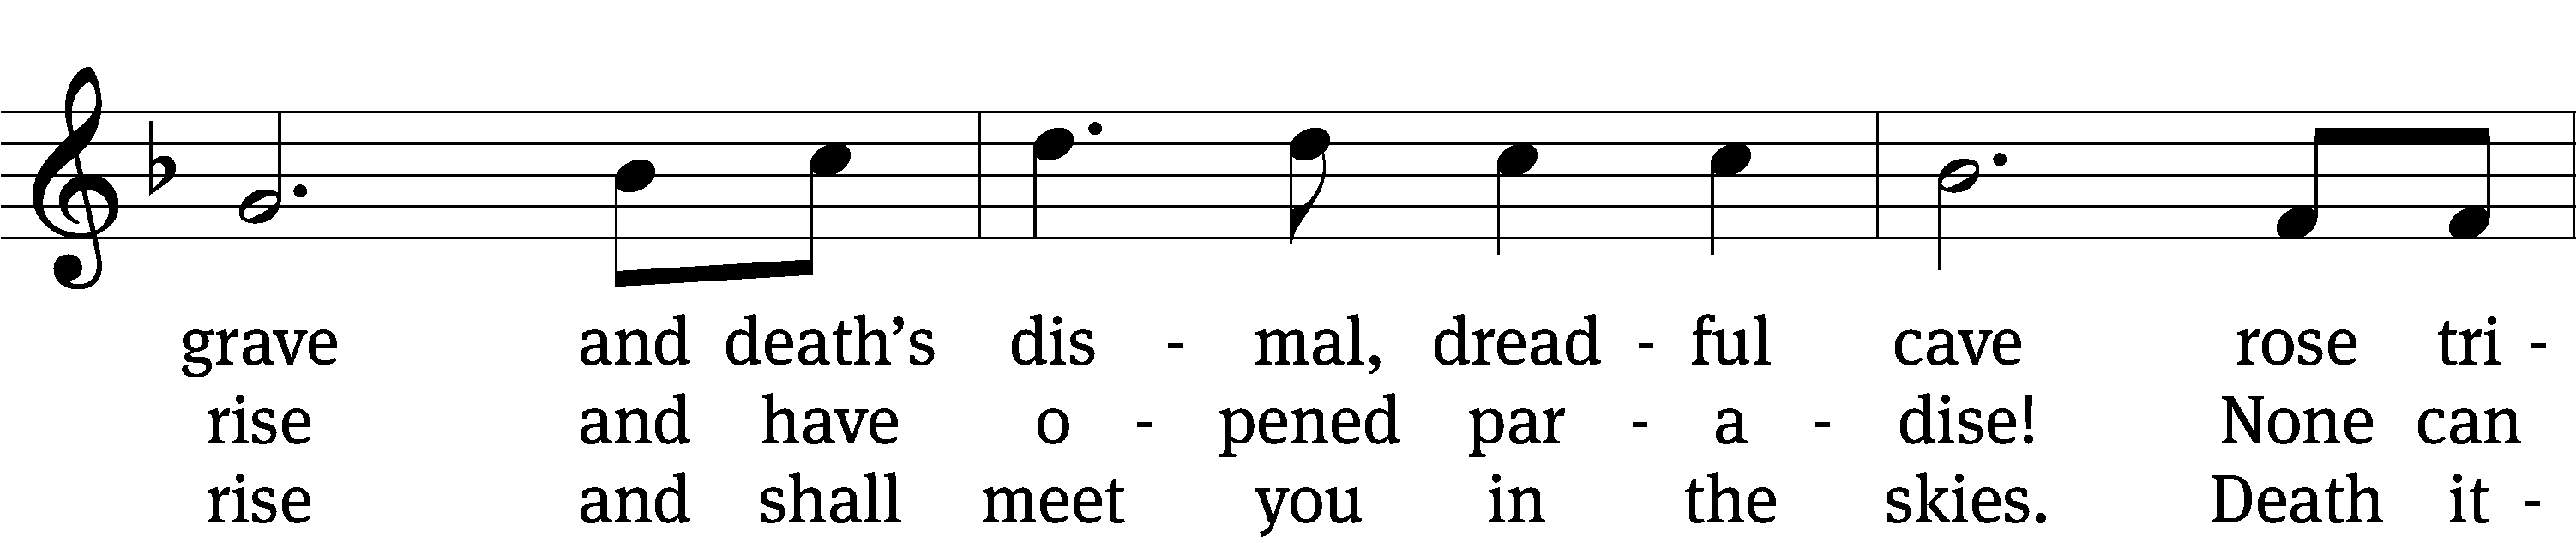 grave and death’s dis - mal, dread - ful cave rose tri -
rise and have o - pened par - a - dise! None can
rise and shall meet you in the skies. Death it -